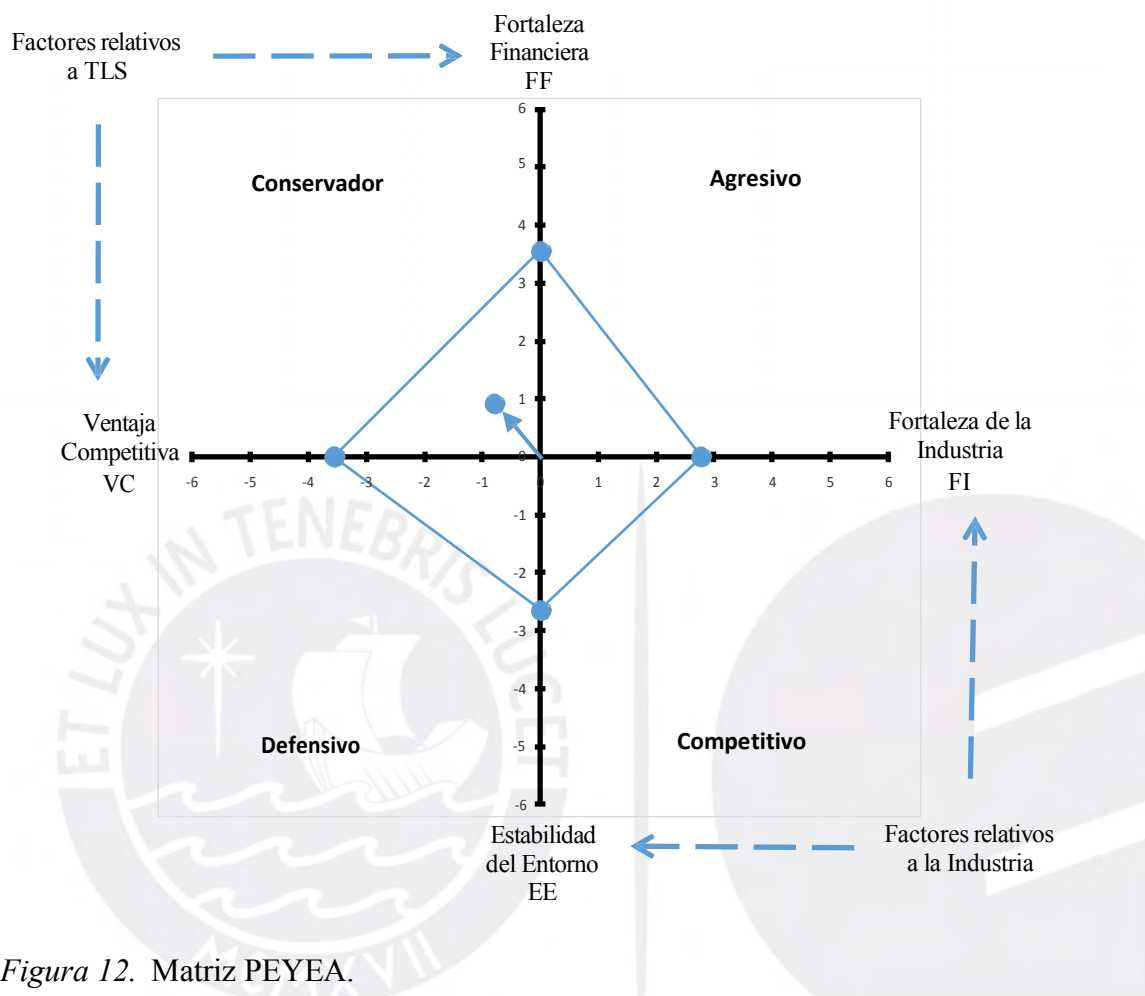 Factores relativos
a TLS
Fortaleza
Financiera
FF
6
5
4
3
2
1
0
-1
-2
-3
-4
-5
-6
Conservador
Agresivo
Ventaja
Competitiva
VC
-6 -5 -4 -3 -2 -1 0 1 2 3 4 5 6
Fortaleza de la
Industria
FI
Defensivo
Competitivo
Estabilidad
del Entorno
EE
Factores relativos
a la Industria
ET LUX IN TENEBRIS LUCET
MCMXVII
Figura 12. Matriz PEYEA.